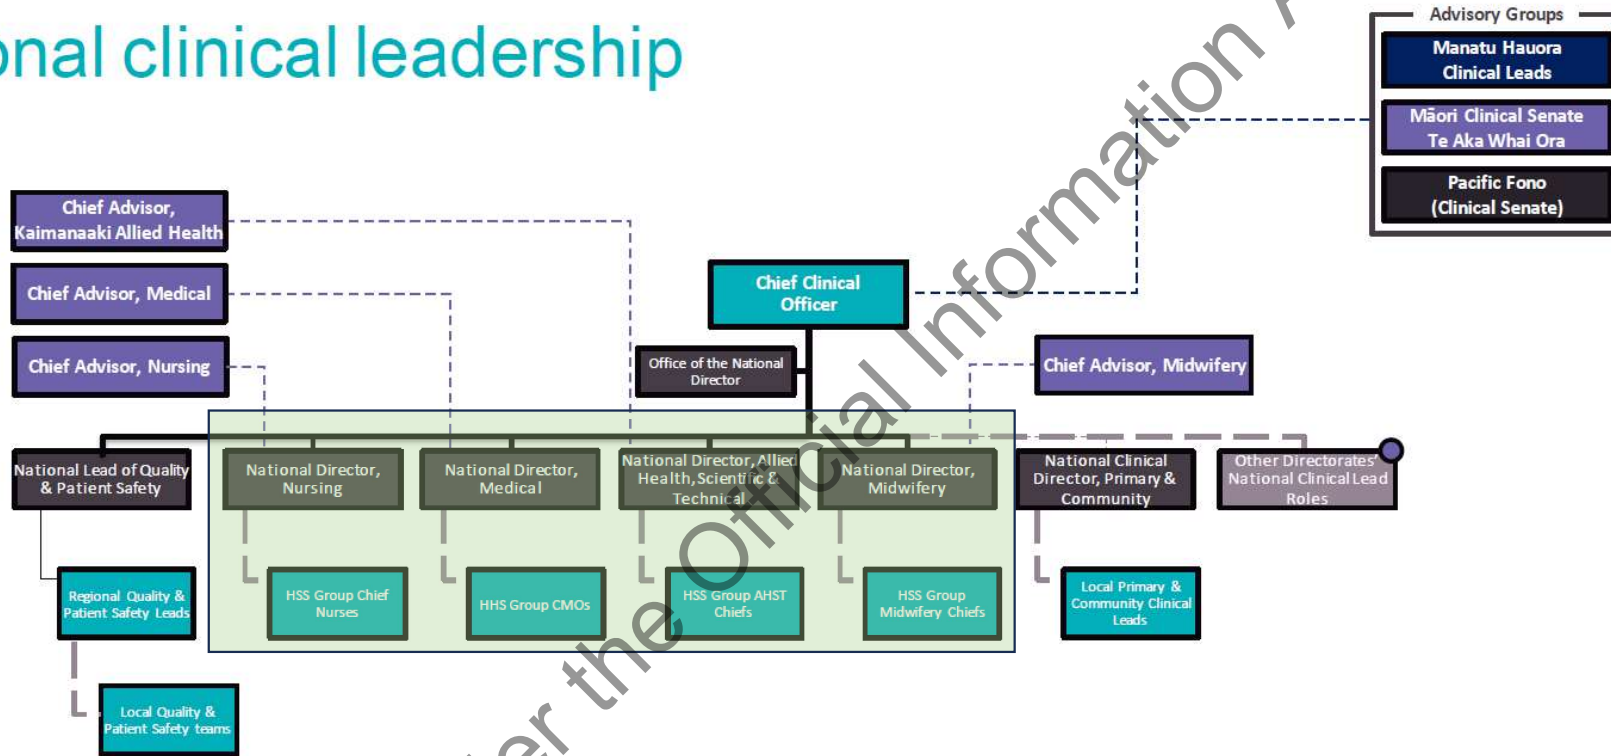 onal clinical leadership
Advisory Groups
Manatu Hauora
Clinical Leads
Māori Clinical Senate
Te Aka Whai Ora
Pacific Fono
(Clinical Senate)
Chief Advisor,
Kaimanaaki Allied Health
Chief Advisor, Medical
Chief Advisor, Nursing
Chief Clinical
Officer
Office of the National
Director
Chief Advisor, Midwifery
National Lead of Quality
& Patient Safety
National Director,
Nursing
National Director,
Medical
National Director, Allied
Health, Scientific &
Technical
National Director,
Midwifery
National Clinical
Director, Primary &
Community
Other Directorates'
National Clinical Lead
Roles
Regional Quality &
Patient Safety Leads
HSS Group Chief
Nurses
HHS Group CMOs
HSS Group AHST
Chiefs
HSS Group
Midwifery Chiefs
Local Primary &
Community Clinical
Leads
Local Quality &
Patient Safety teams
er the Official Information A